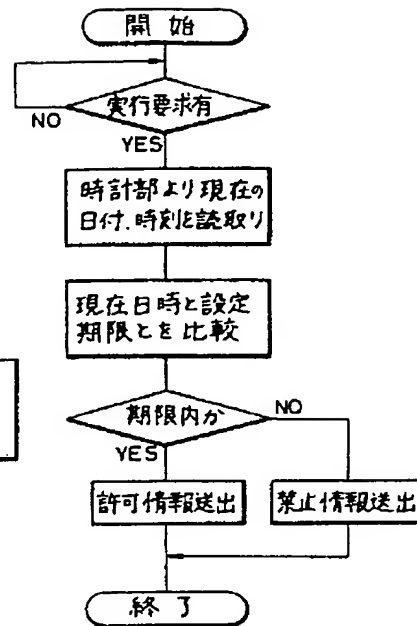 開始
実行要求有
NO
YES
時計部より現在の
日付、時刻を読取り
現在日時と設定
期限とを比較
期限内か
NO
YES
許可情報送出
禁止情報送出
終了